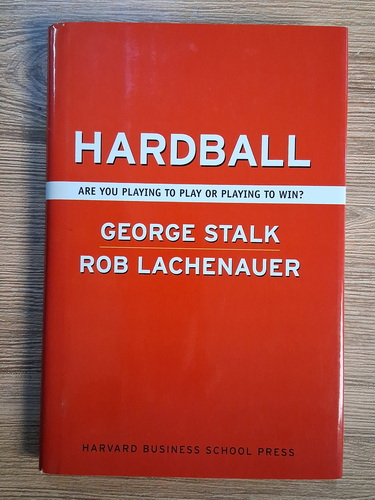 HARDBALL
ARE YOU PLAYING TO PLAY OR PLAYING TO WIN?
GEORGE STALK
ROB LACHENAUER
HARVARD BUSINESS SCHOOL PRESS